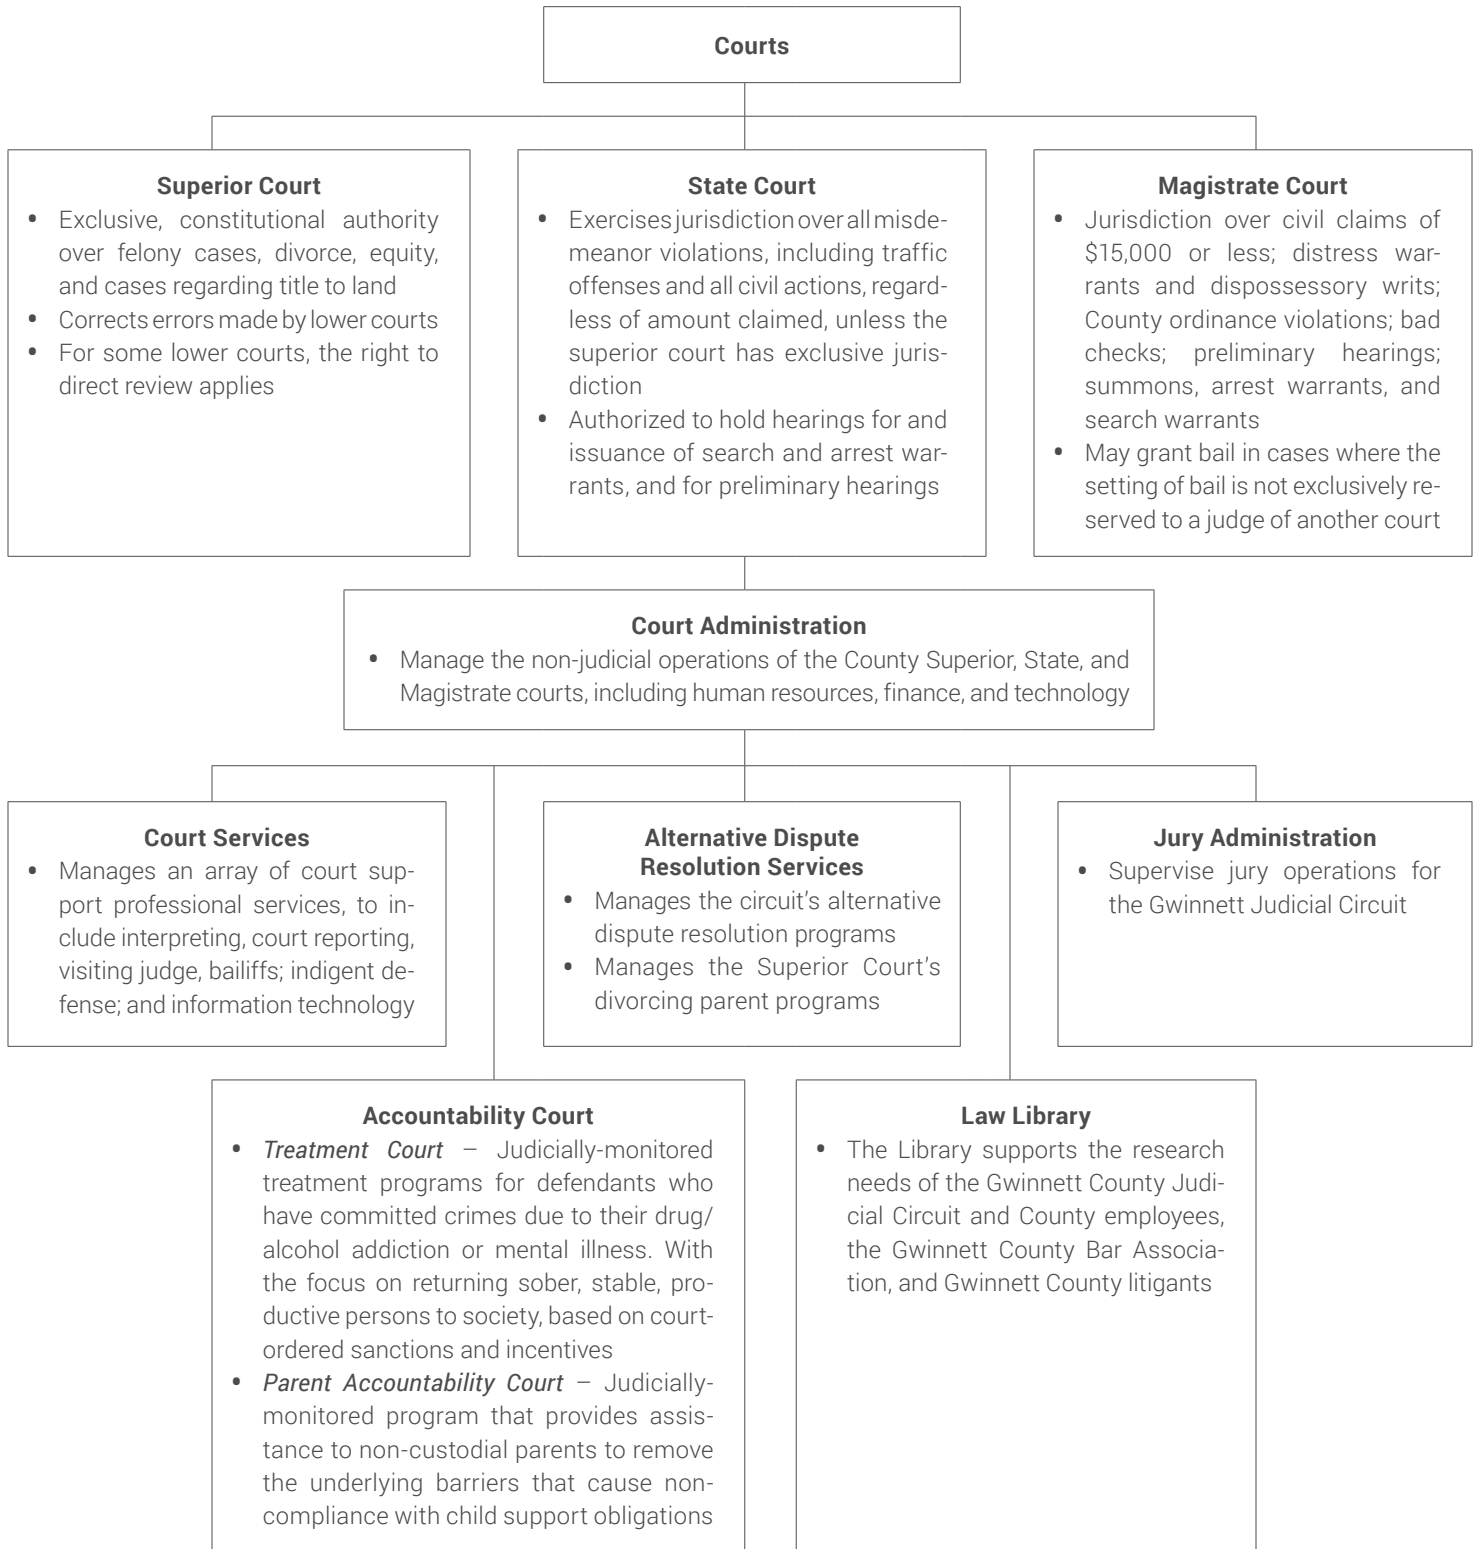 Courts
Superior Court
• Exclusive, constitutional authority
over felony cases, divorce, equity,
and cases regarding title to land
• Corrects errors made by lower courts
• For some lower courts, the right to
direct review applies
State Court
• Exercises jurisdiction over all misde-
meanor violations, including traffic
offenses and all civil actions, regard-
less of amount claimed, unless the
superior court has exclusive juris-
diction
• Authorized to hold hearings for and
issuance of search and arrest war-
rants, and for preliminary hearings
Magistrate Court
• Jurisdiction over civil claims of
$15,000 or less; distress war-
rants and dispossessory writs;
County ordinance violations; bad
checks; preliminary hearings;
summons, arrest warrants, and
search warrants
• May grant bail in cases where the
setting of bail is not exclusively re-
served to a judge of another court
Court Administration
• Manage the non-judicial operations of the County Superior, State, and
Magistrate courts, including human resources, finance, and technology
Court Services
• Manages an array of court sup-
port professional services, to in-
clude interpreting, court reporting,
visiting judge, bailiffs; indigent de-
fense; and information technology
Alternative Dispute
Resolution Services
• Manages the circuit's alternative
dispute resolution programs
• Manages the Superior Court's
divorcing parent programs
Jury Administration
• Supervise jury operations for
the Gwinnett Judicial Circuit
Accountability Court
• Treatment Court – Judicially-monitored
treatment programs for defendants who
have committed crimes due to their drug/
alcohol addiction or mental illness. With
the focus on returning sober, stable, pro-
ductive persons to society, based on court-
ordered sanctions and incentives
• Parent Accountability Court – Judicially-
monitored program that provides assis-
tance to non-custodial parents to remove
the underlying barriers that cause non-
compliance with child support obligations
Law Library
• The Library supports the research
needs of the Gwinnett County Judi-
cial Circuit and County employees,
the Gwinnett County Bar Associa-
tion, and Gwinnett County litigants